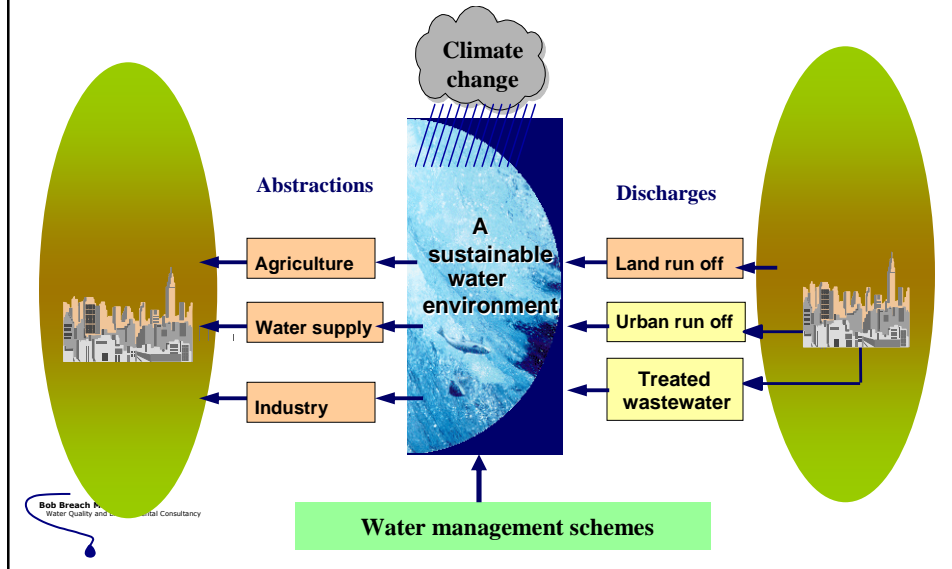 Climate
change
Abstractions
Discharges
A
sustainable
water
environment
Agriculture
Water supply
Industry
Land run off
Urban run off
Treated
wastewater
Bob Breach
Water Quality and Consultancy
Water management schemes